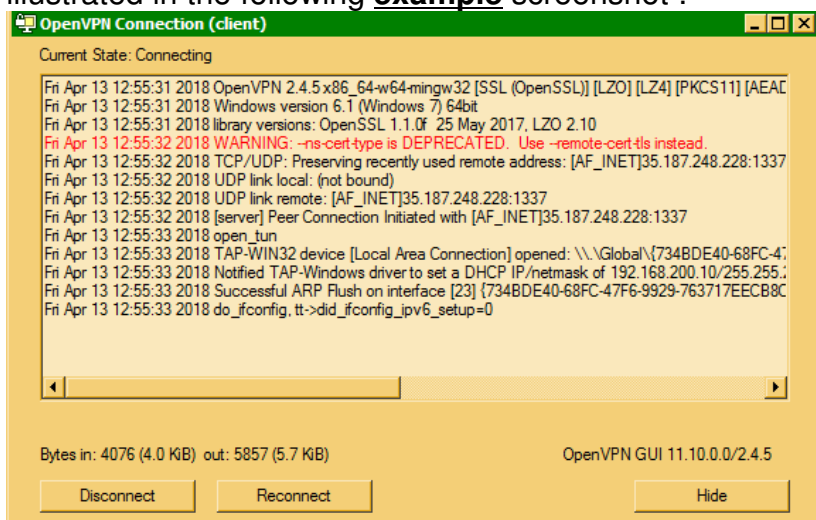 illustrated in the following example screenshot :
OpenVPN Connection (client)
Current State: Connecting
Fri Apr 13 12:55:31 2018 OpenVPN 2.4.5 x86_64-w64-mingw32 [SSL (OpenSSL)] [LZO] [LZ4] [PKCS11] [AEAD
Fri Apr 13 12:55:31 2018 Windows version 6.1 (Windows 7) 64bit
Fri Apr 13 12:55:31 2018 library versions: OpenSSL 1.1.0f 25 May 2017, LZO 2.10
Fri Apr 13 12:55:32 2018 WARNING: --ns-cert-type is DEPRECATED. Use --remote-cert-tls instead.
Fri Apr 13 12:55:32 2018 TCP/UDP: Preserving recently used remote address: [AF_INET]35.187.248.228:1337
Fri Apr 13 12:55:32 2018 UDP link local: (not bound)
Fri Apr 13 12:55:32 2018 UDP link remote: [AF_INET]35.187.248.228:1337
Fri Apr 13 12:55:32 2018 [server] Peer Connection Initiated with [AF_INET]35.187.248.228:1337
Fri Apr 13 12:55:33 2018 open_tun
Fri Apr 13 12:55:33 2018 TAP-WIN32 device [Local Area Connection] opened: \\.\Global\{734BDE40-68FC-47
Fri Apr 13 12:55:33 2018 Notified TAP-Windows driver to set a DHCP IP/netmask of 192.168.200.10/255.255.2
Fri Apr 13 12:55:33 2018 Successful ARP Flush on interface [23] {734BDE40-68FC-47F6-9929-763717EECB8C
Fri Apr 13 12:55:33 2018 do_ifconfig, tt->did_ifconfig_ipv6_setup=0
Bytes in: 4076 (4.0 KiB) out: 5857 (5.7 KiB)
OpenVPN GUI 11.10.0.0/2.4.5
Disconnect
Reconnect
Hide